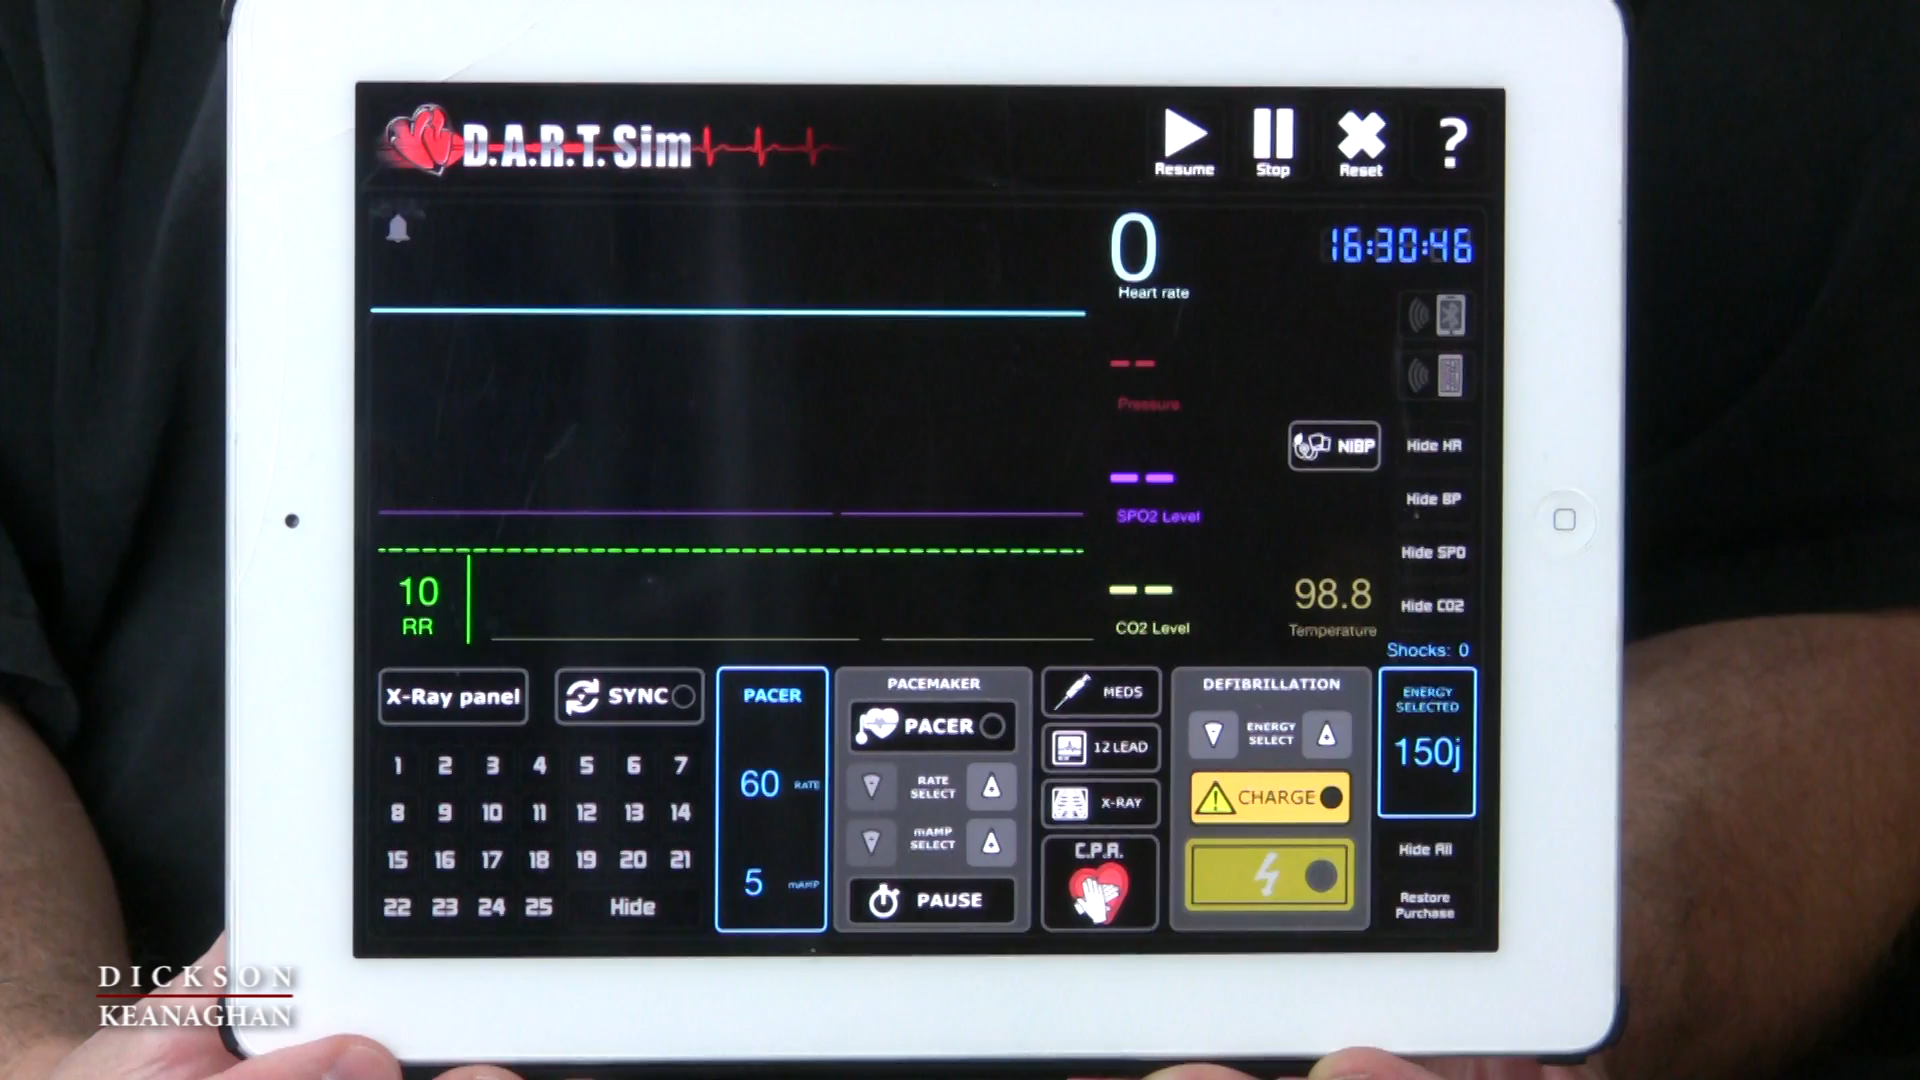 D.A.R.T. Sim
Resume
Stop
Reset
?
0
Heart rate
16:30:46
-- 
Pressure
NIBP
Hide HR
Hide BP
--
SPO2 Level
Hide SPO
10
RR
--
CO2 Level
98.8
Temperature
Hide CO2
Shocks: 0
X-Ray panel
SYNC
1 2 3 4 5 6 7
8 9 10 11 12 13 14
15 16 17 18 19 20 21
22 23 24 25 Hide
PACER
60 RATE
5 mAMP
PACEMAKER
PACER
RATE
SELECT
mAMP
SELECT
PAUSE
MEDS
12 LEAD
X-RAY
C.P.R.
DEFIBRILLATION
ENERGY
SELECT
CHARGE
ENERGY
SELECTED
150j
Hide All
Restore
Purchase
DICKSON
KEANAGHAN